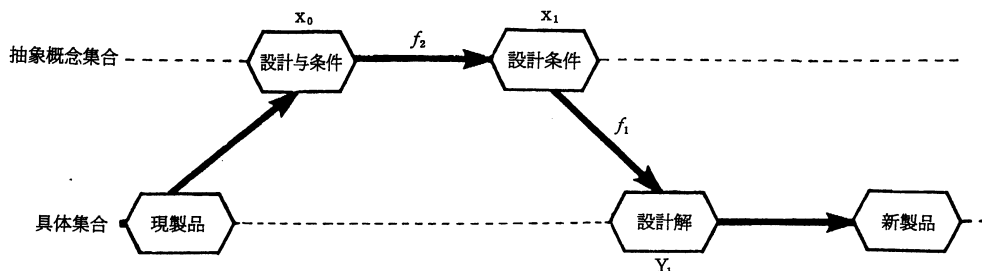 X₀
X₁
抽象概念集合
設計与条件
f₂
設計条件
f₁
具体集合
現製品
設計解
新製品
Y₁